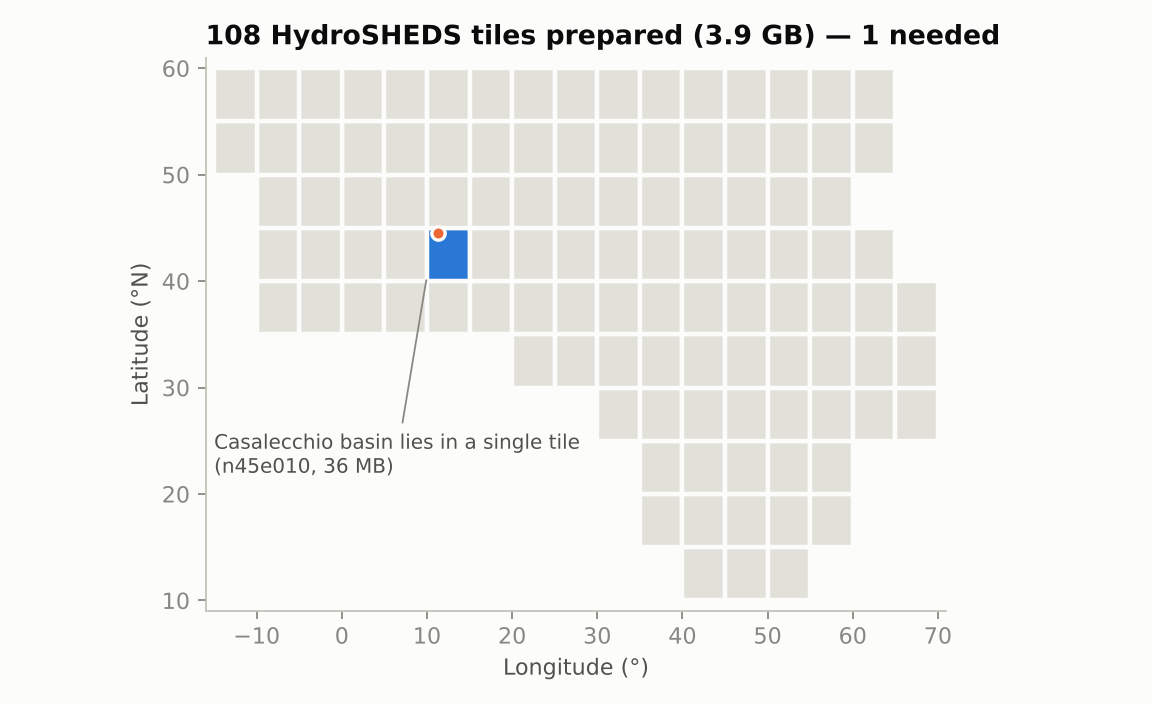 108 HydroSHEDS tiles prepared (3.9 GB) — 1 needed
60
50
40
30
20
10
Latitude (°N)
Casalecchio basin lies in a single tile
(n45e010, 36 MB)
−10 0 10 20 30 40 50 60 70
Longitude (°)